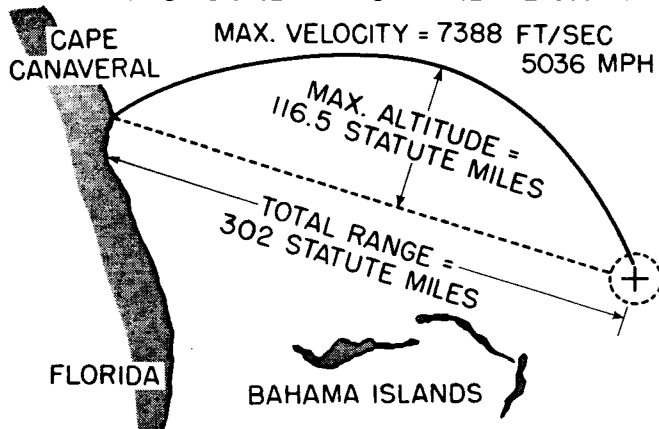 CAPE
CANAVERAL
MAX. VELOCITY = 7388 FT/SEC
5036 MPH
MAX. ALTITUDE =
116.5 STATUTE MILES
TOTAL RANGE =
302 STATUTE MILES
FLORIDA
BAHAMA ISLANDS